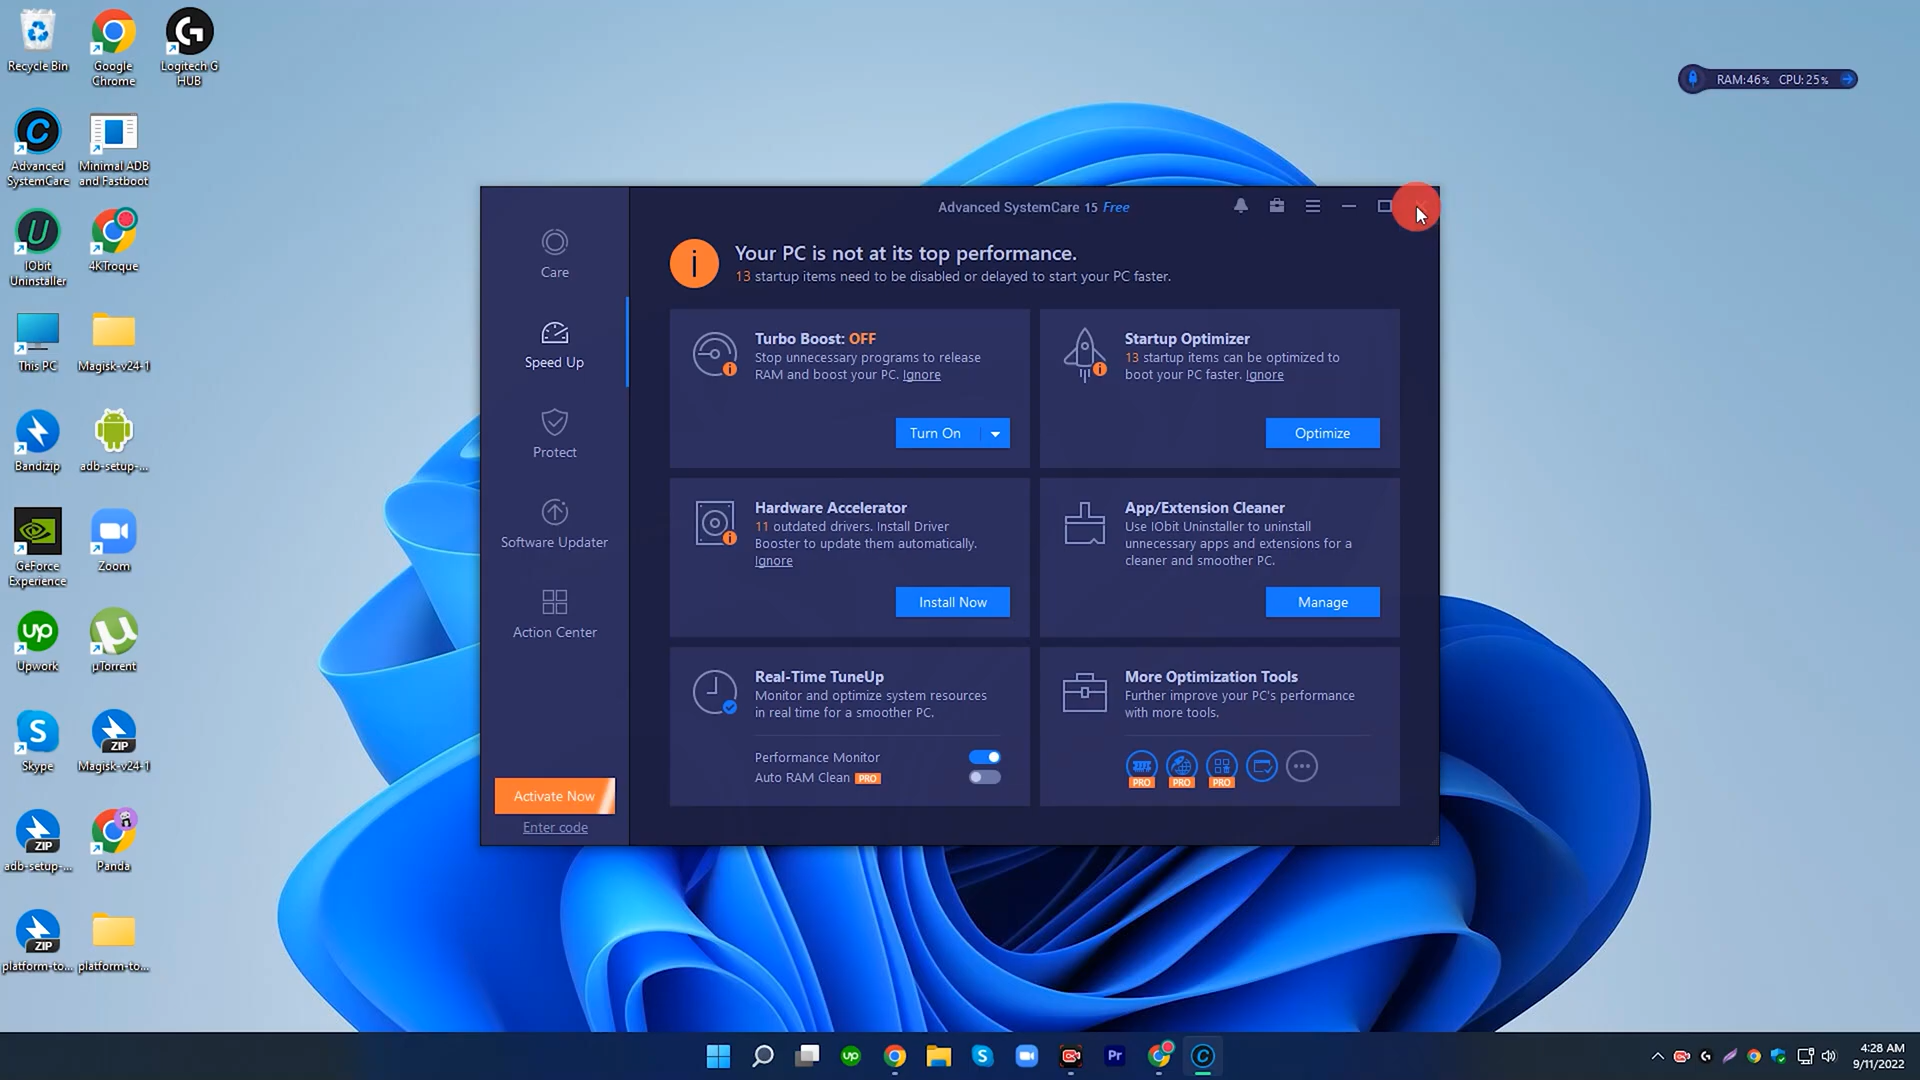 Recycle Bin
Google
Chrome
Logitech G
HUB
Advanced
SystemCare
Minimal ADB
and Fastboot
IObit
Uninstaller
4KTroque
This PC
Magisk-v24-1
Bandizip
adb-setup-...
GeForce
Experience
Zoom
Upwork
µTorrent
Skype
ZIP
Magisk-v24-1
ZIP
adb-setup-...
Panda
ZIP
platform-to...
platform-to...
RAM:46% CPU:25%
Advanced SystemCare 15 Free
Care
Speed Up
Protect
Software Updater
Action Center
Activate Now
Enter code
Your PC is not at its top performance.
13 startup items need to be disabled or delayed to start your PC faster.
Turbo Boost: OFF
Stop unnecessary programs to release
RAM and boost your PC. Ignore
Turn On
Startup Optimizer
13 startup items can be optimized to
boot your PC faster. Ignore
Optimize
Hardware Accelerator
11 outdated drivers. Install Driver
Booster to update them automatically.
Ignore
Install Now
App/Extension Cleaner
Use IObit Uninstaller to uninstall
unnecessary apps and extensions for a
cleaner and smoother PC.
Manage
Real-Time TuneUp
Monitor and optimize system resources
in real time for a smoother PC.
Performance Monitor
Auto RAM Clean PRO
More Optimization Tools
Further improve your PC's performance
with more tools.
PRO PRO PRO
up
Pr
4:28 AM
9/11/2022